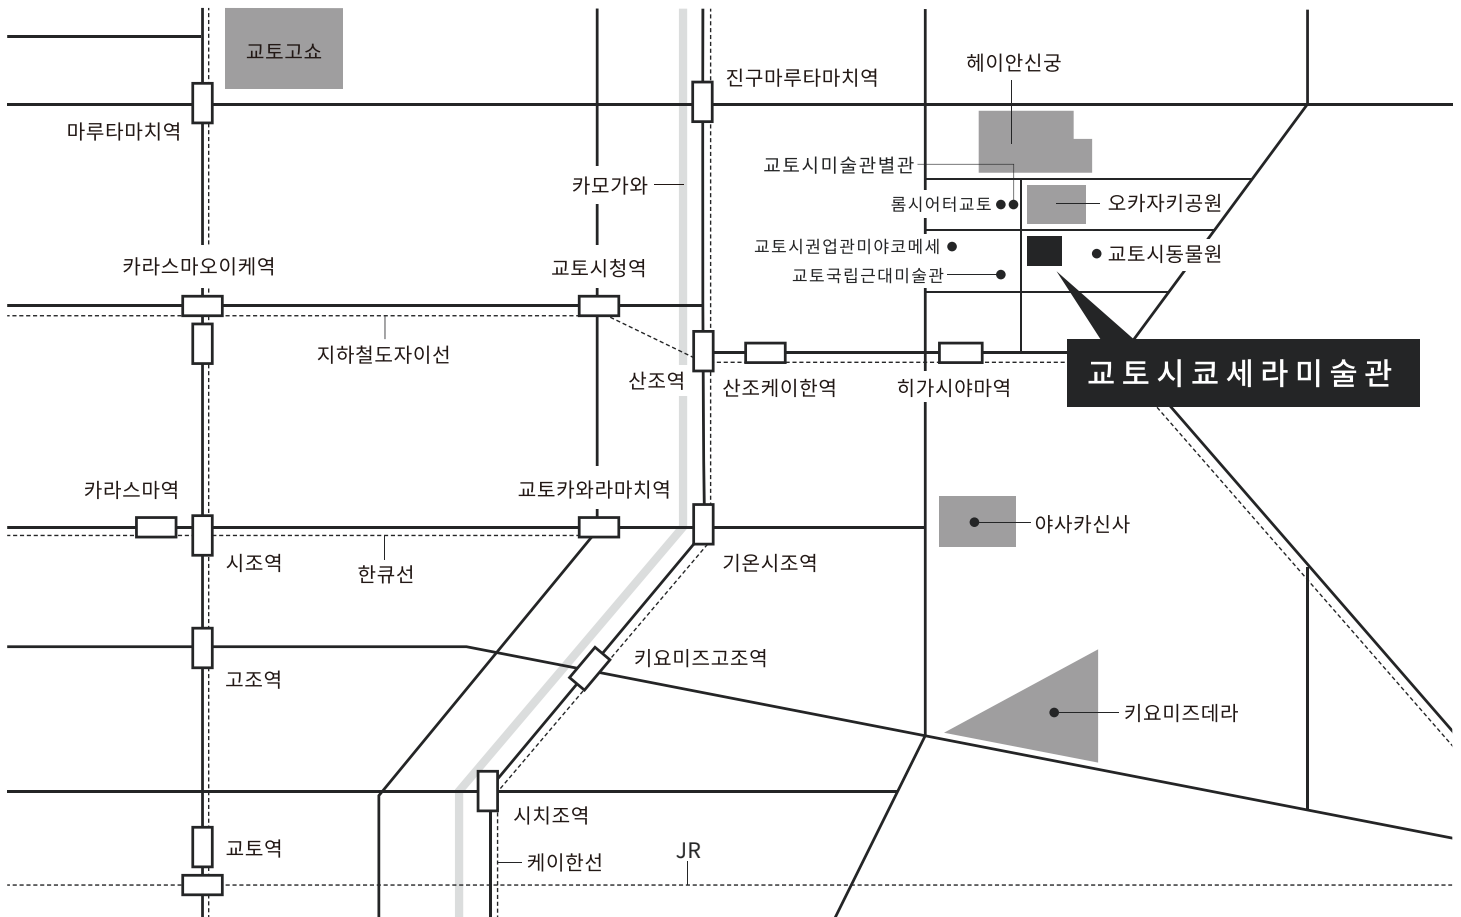 교토고쇼
헤이안신궁
진구마루타마치역
마루타마치역
교토시미술관별관
카모가와
롬시어터교토
오카자키공원
교토시권업관미야코메세
교토시동물원
카라스마오이케역
교토시청역
교토국립근대미술관
지하철도자이선
산조역
산조케이한역
히가시야마역
교토시쿄세라미술관
카라스마역
교토카와라마치역
야사카신사
시조역
한큐선
기온시조역
키요미즈고조역
고조역
키요미즈데라
시치조역
교토역
케이한선
JR